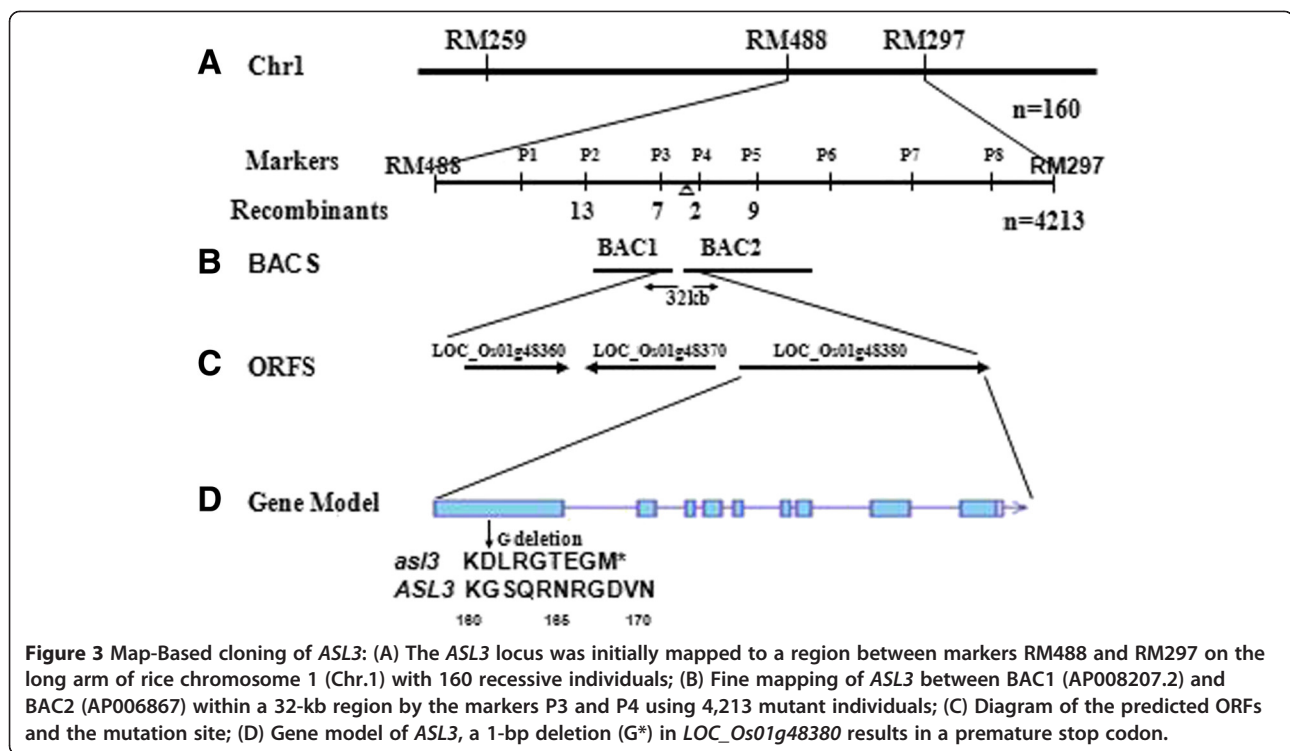 RM259 RM488 RM297
A Chr1
n=160
Markers RM488 P1 P2 P3 P4 P5 P6 P7 P8 RM297
Recombinants 13 7 2 9 n=4213
B BACS BAC1 BAC2
32kb
LOC_Os01g48360 LOC_Os01g48370 LOC_Os01g48380
C ORFS
D Gene Model
G deletion
asl3 KDLRGTEGM*
ASL3 KGSQRNRGDVN
160 165 170
Figure 3 Map-Based cloning of ASL3: (A) The ASL3 locus was initially mapped to a region between markers RM488 and RM297 on the
long arm of rice chromosome 1 (Chr.1) with 160 recessive individuals; (B) Fine mapping of ASL3 between BAC1 (AP008207.2) and
BAC2 (AP006867) within a 32-kb region by the markers P3 and P4 using 4,213 mutant individuals; (C) Diagram of the predicted ORFs
and the mutation site; (D) Gene model of ASL3, a 1-bp deletion (G*) in LOC_Os01g48380 results in a premature stop codon.